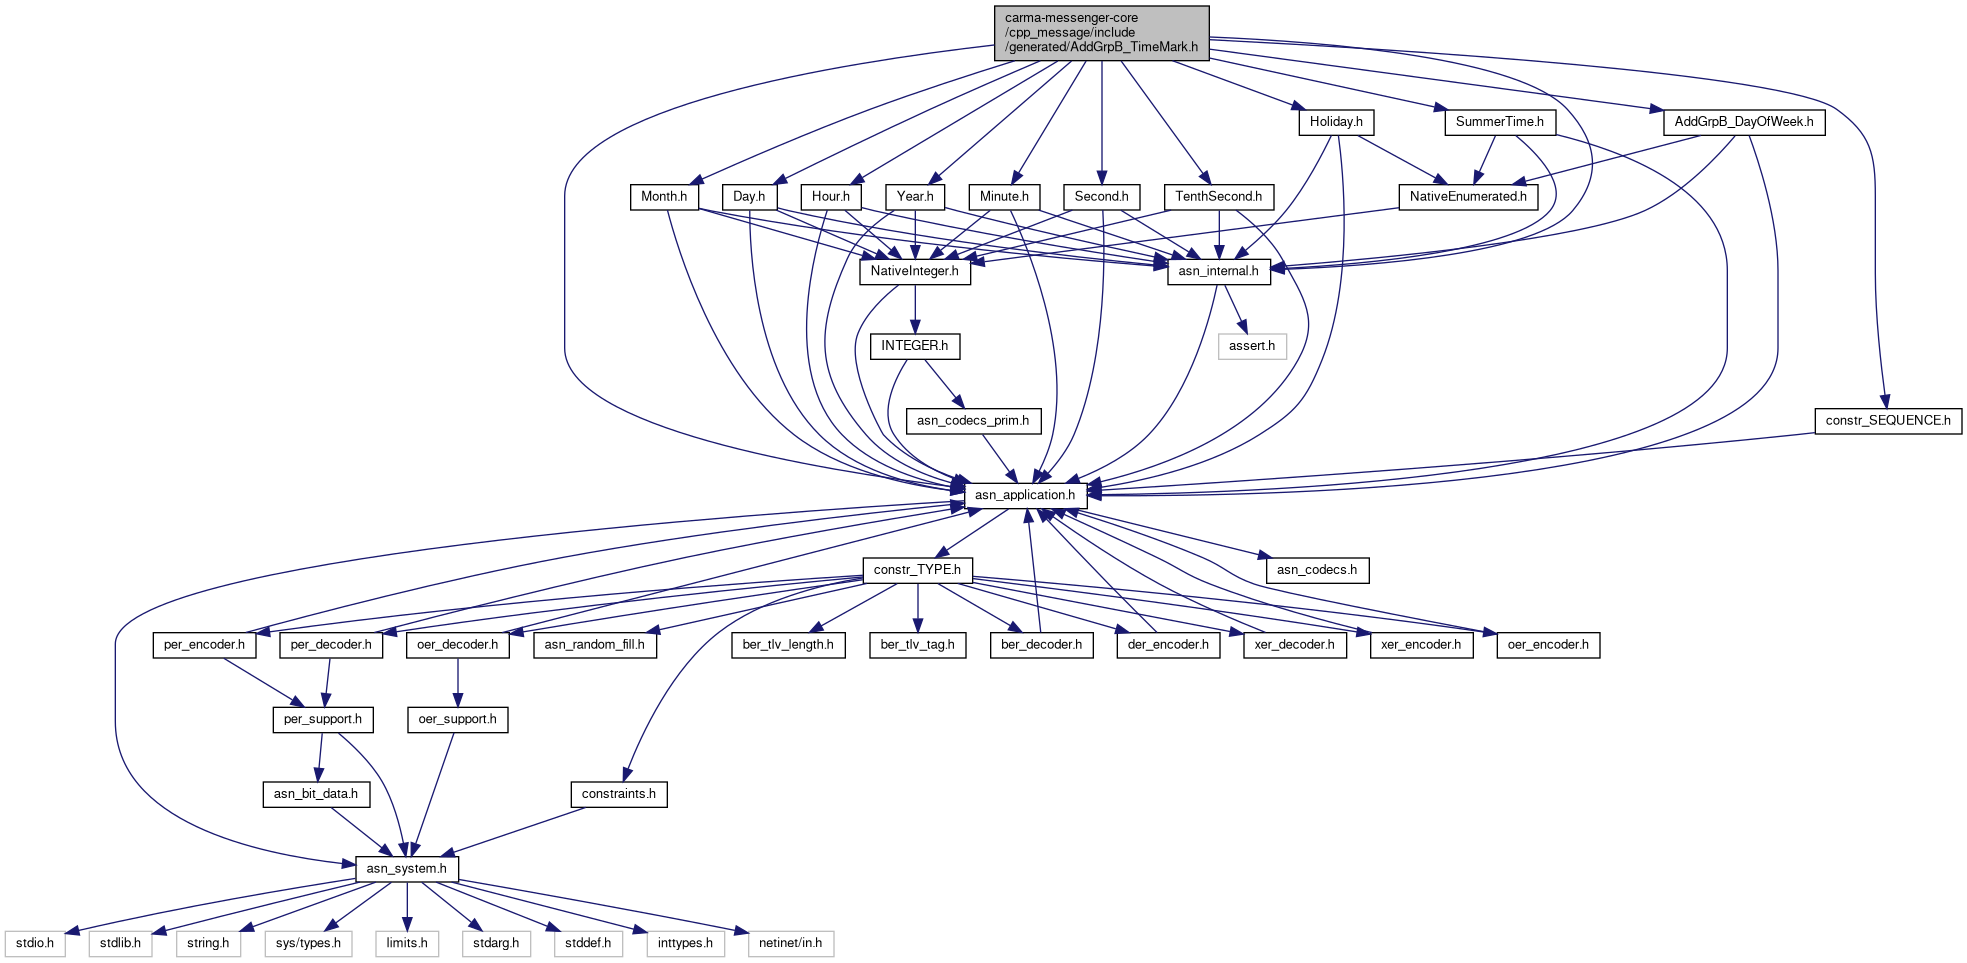 carma-messenger-core
/cpp_message/include
/generated/AddGrpB_TimeMark.h
Holiday.h
SummerTime.h
AddGrpB_DayOfWeek.h
Month.h
Day.h
Hour.h
Year.h
Minute.h
Second.h
TenthSecond.h
NativeEnumerated.h
NativeInteger.h
asn_internal.h
INTEGER.h
assert.h
asn_codecs_prim.h
constr_SEQUENCE.h
asn_application.h
constr_TYPE.h
asn_codecs.h
per_encoder.h
per_decoder.h
oer_decoder.h
asn_random_fill.h
ber_tlv_length.h
ber_tlv_tag.h
ber_decoder.h
der_encoder.h
xer_decoder.h
xer_encoder.h
oer_encoder.h
per_support.h
oer_support.h
asn_bit_data.h
constraints.h
asn_system.h
stdio.h
stdlib.h
string.h
sys/types.h
limits.h
stdarg.h
stddef.h
inttypes.h
netinet/in.h